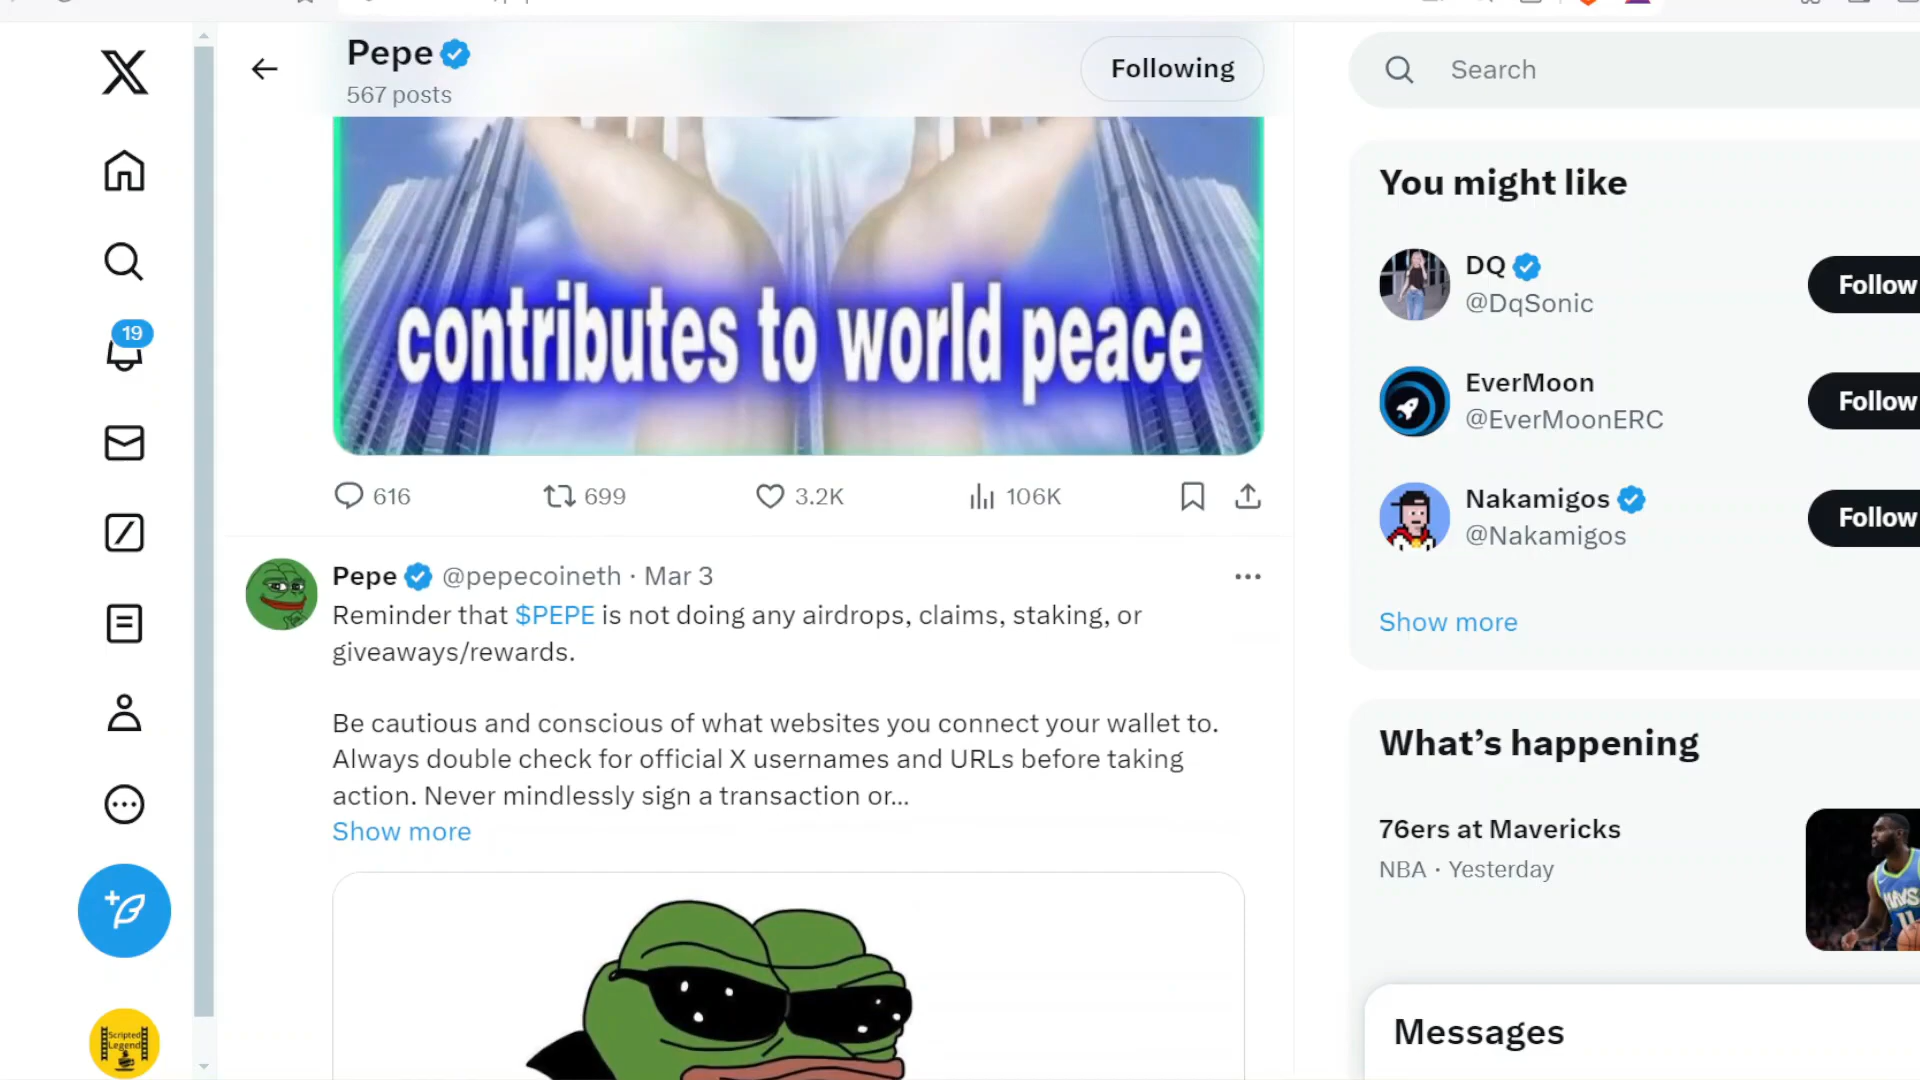 Pepe
567 posts
Following
Search
contributes to world peace
616 699 3.2K 106K
Pepe @pepecoineth · Mar 3
Reminder that $PEPE is not doing any airdrops, claims, staking, or
giveaways/rewards.
Be cautious and conscious of what websites you connect your wallet to.
Always double check for official X usernames and URLs before taking
action. Never mindlessly sign a transaction or...
Show more
19
Scripted
Legend
You might like
DQ
@DqSonic
Follow
EverMoon
@EverMoonERC
Follow
Nakamigos
@Nakamigos
Follow
Show more
What's happening
76ers at Mavericks
NBA · Yesterday
Messages